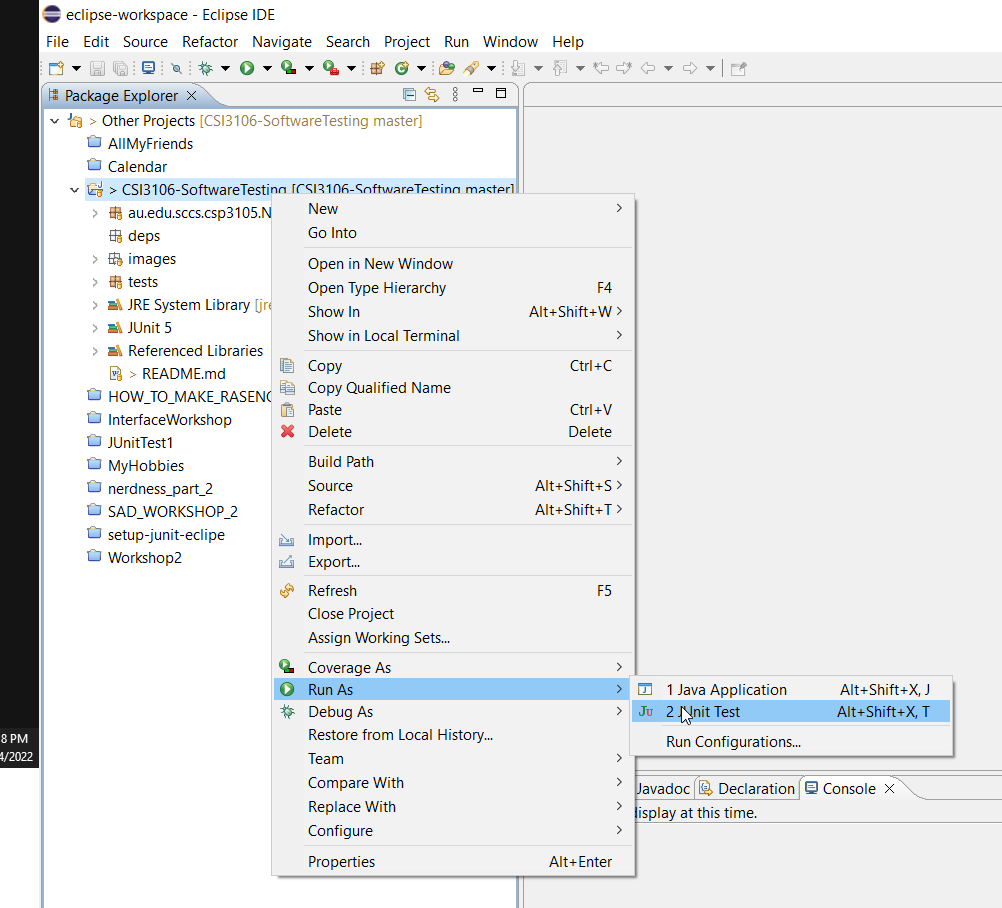 eclipse-workspace - Eclipse IDE
File Edit Source Refactor Navigate Search Project Run Window Help
Package Explorer
> Other Projects [CSI3106-SoftwareTesting master]
AllMyFriends
Calendar
> CSI3106-SoftwareTesting [CSI3106-SoftwareTesting master]
au.edu.sccs.csp3105.N
deps
images
tests
JRE System Library [jre
JUnit 5
Referenced Libraries
> README.md
HOW_TO_MAKE_RASENG
InterfaceWorkshop
JUnitTest1
MyHobbies
nerdness_part_2
SAD_WORKSHOP_2
setup-junit-eclipe
Workshop2
New
Go Into
Open in New Window
Open Type Hierarchy F4
Show In Alt+Shift+W
Show in Local Terminal
Copy Ctrl+C
Copy Qualified Name
Paste Ctrl+V
Delete Delete
Build Path
Source Alt+Shift+S
Refactor Alt+Shift+T
Import...
Export...
Refresh F5
Close Project
Assign Working Sets...
Coverage As
Run As
Debug As
Restore from Local History...
Team
Compare With
Replace With
Configure
Properties Alt+Enter
1 Java Application Alt+Shift+X, J
2 JUnit Test Alt+Shift+X, T
Run Configurations...
Javadoc Declaration Console
display at this time.
8 PM
4/2022